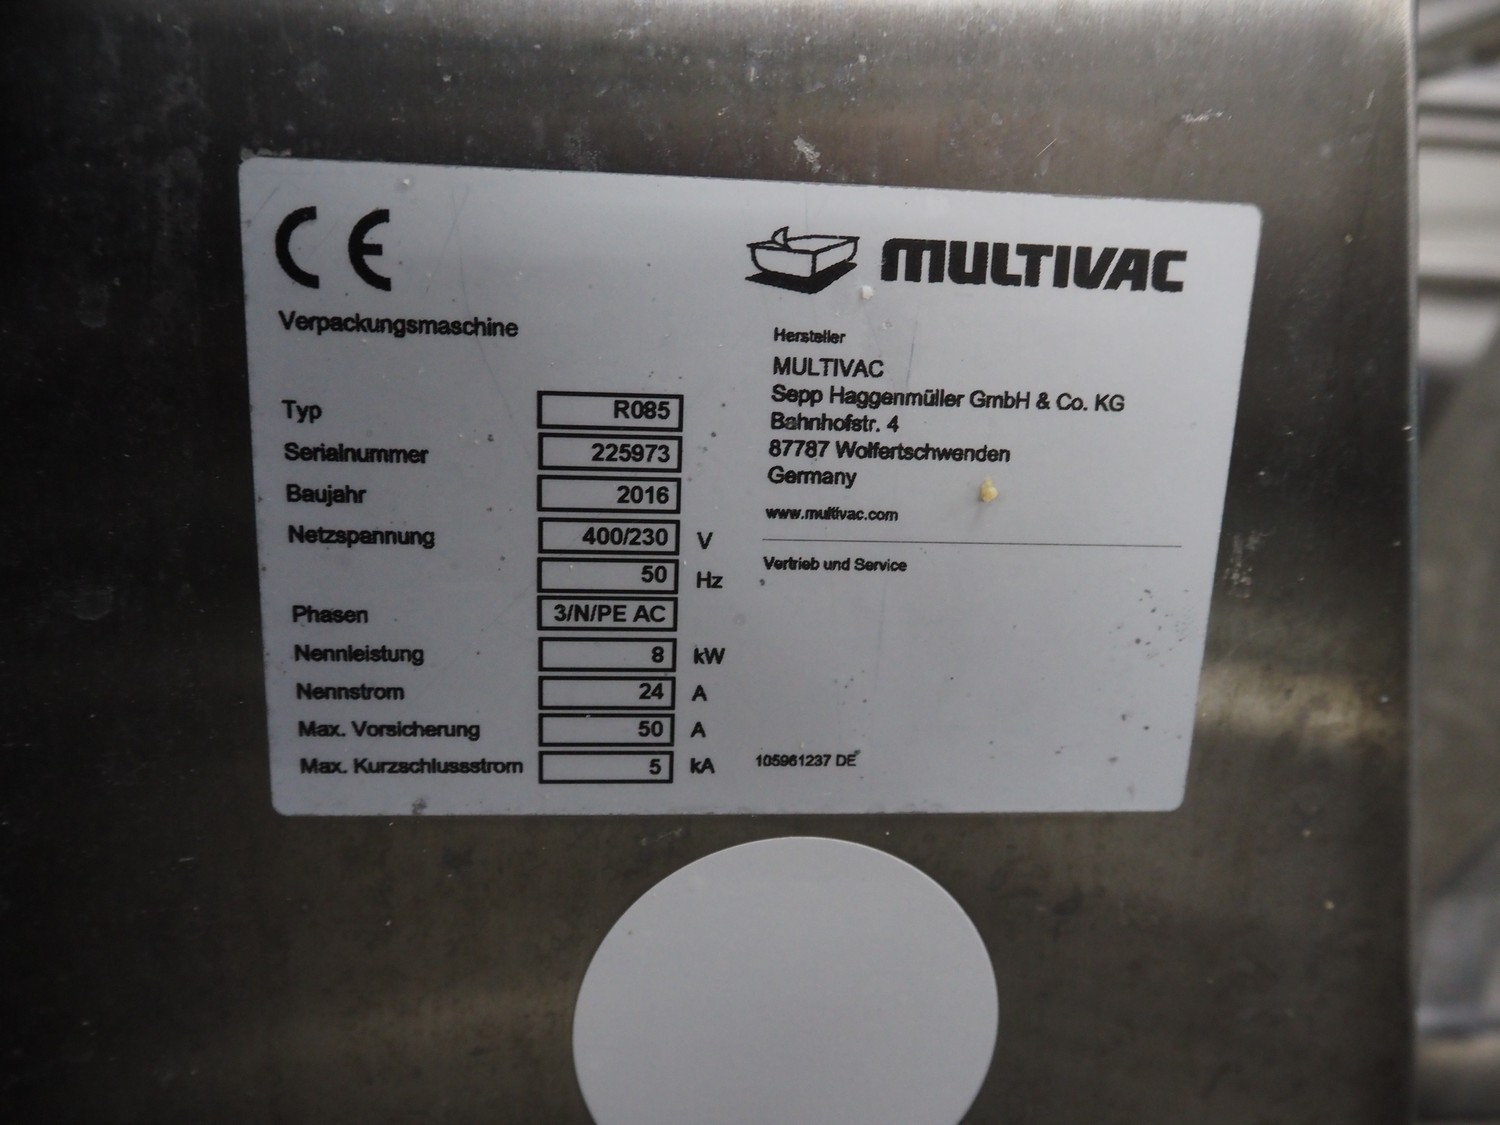 CE
MULTIVAC
Verpackungsmaschine
Typ R085
Serialnummer 225973
Baujahr 2016
Netzspannung 400/230 V
50 Hz
Phasen 3/N/PE AC
Nennleistung 8 kW
Nennstrom 24 A
Max. Vorsicherung 50 A
Max. Kurzschlussstrom 5 kA
Hersteller
MULTIVAC
Sepp Haggenmüller GmbH & Co. KG
Bahnhofstr. 4
87787 Wolfertschwenden
Germany
www.multivac.com
Vertrieb und Service
105961237 DE